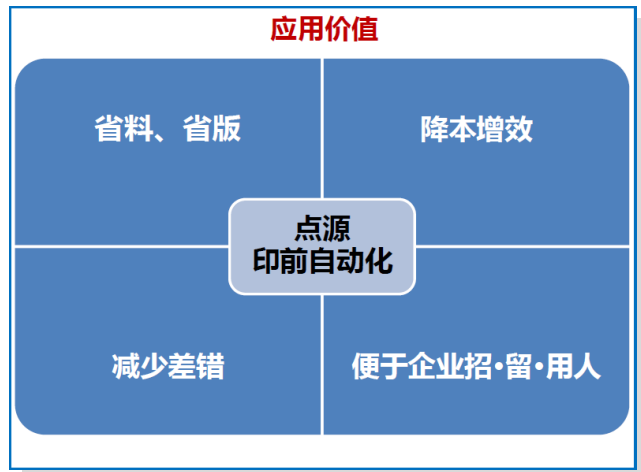 应用价值
省料、省版
降本增效
点源
印前自动化
减少差错
便于企业招·留·用人